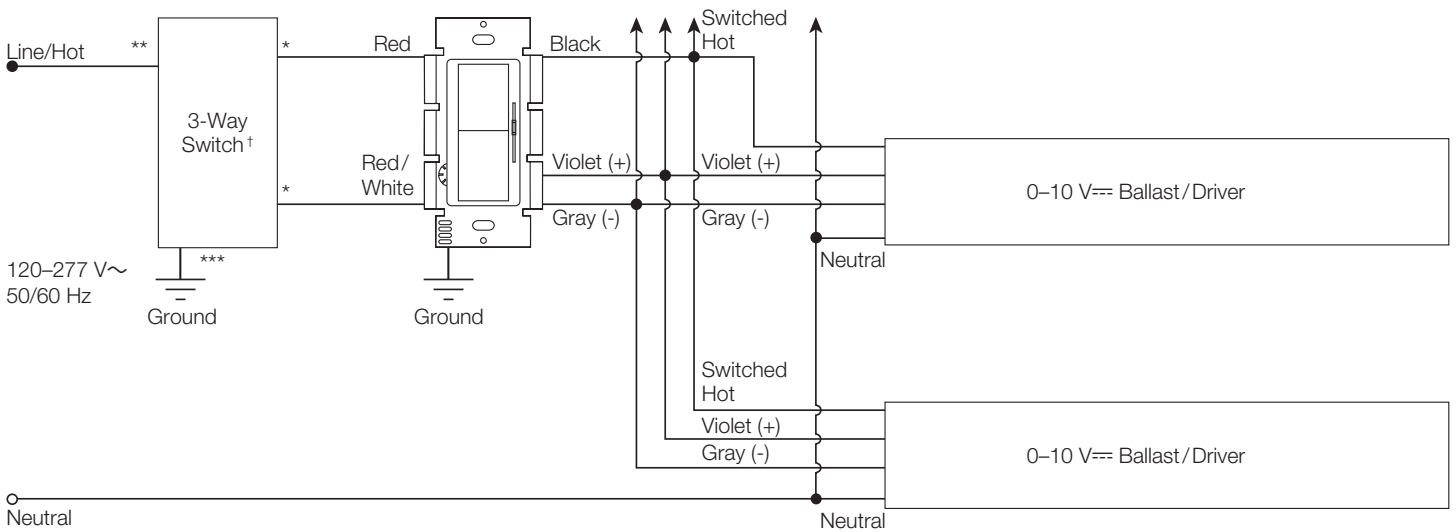 Line/Hot
**
*
Red
Black
Switched
Hot
3-Way
Switch†
Red/
White
*
Violet (+)
Violet (+)
Gray (-)
Gray (-)
0–10 V⎓ Ballast/Driver
Neutral
***
120–277 V~
50/60 Hz
Ground
Ground
Switched
Hot
Violet (+)
Gray (-)
0–10 V⎓ Ballast/Driver
Neutral
Neutral